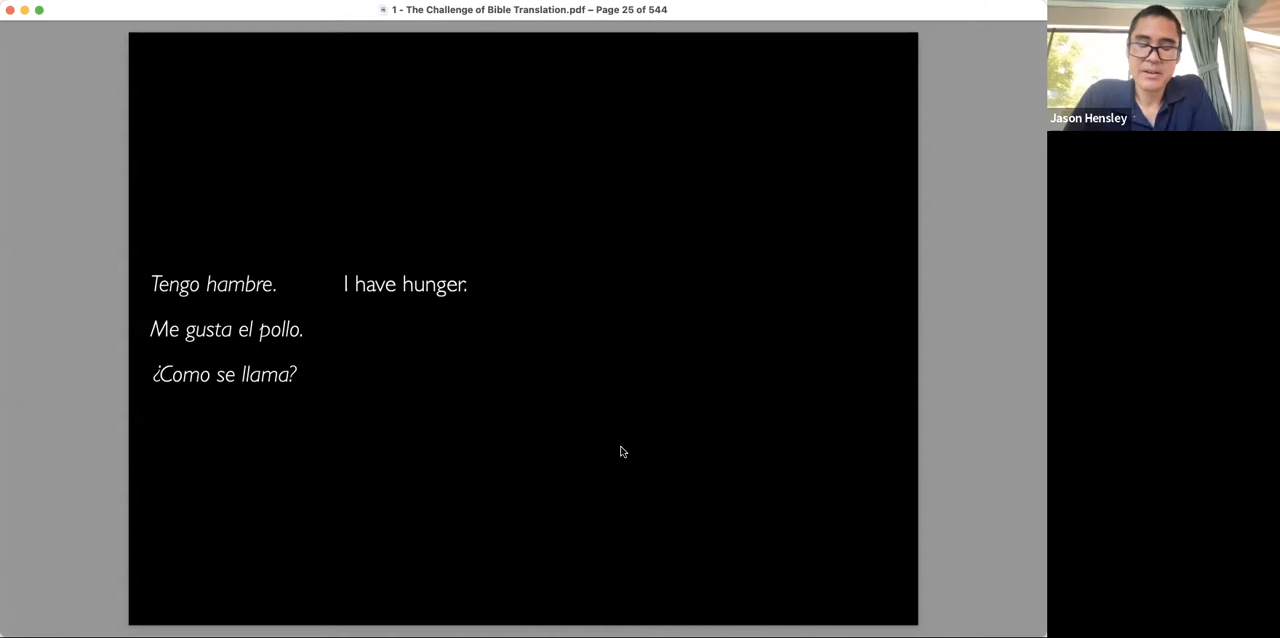 1 - The Challenge of Bible Translation.pdf – Page 25 of 544
Jason Hensley
Tengo hambre. I have hunger.
Me gusta el pollo.
¿Como se llama?